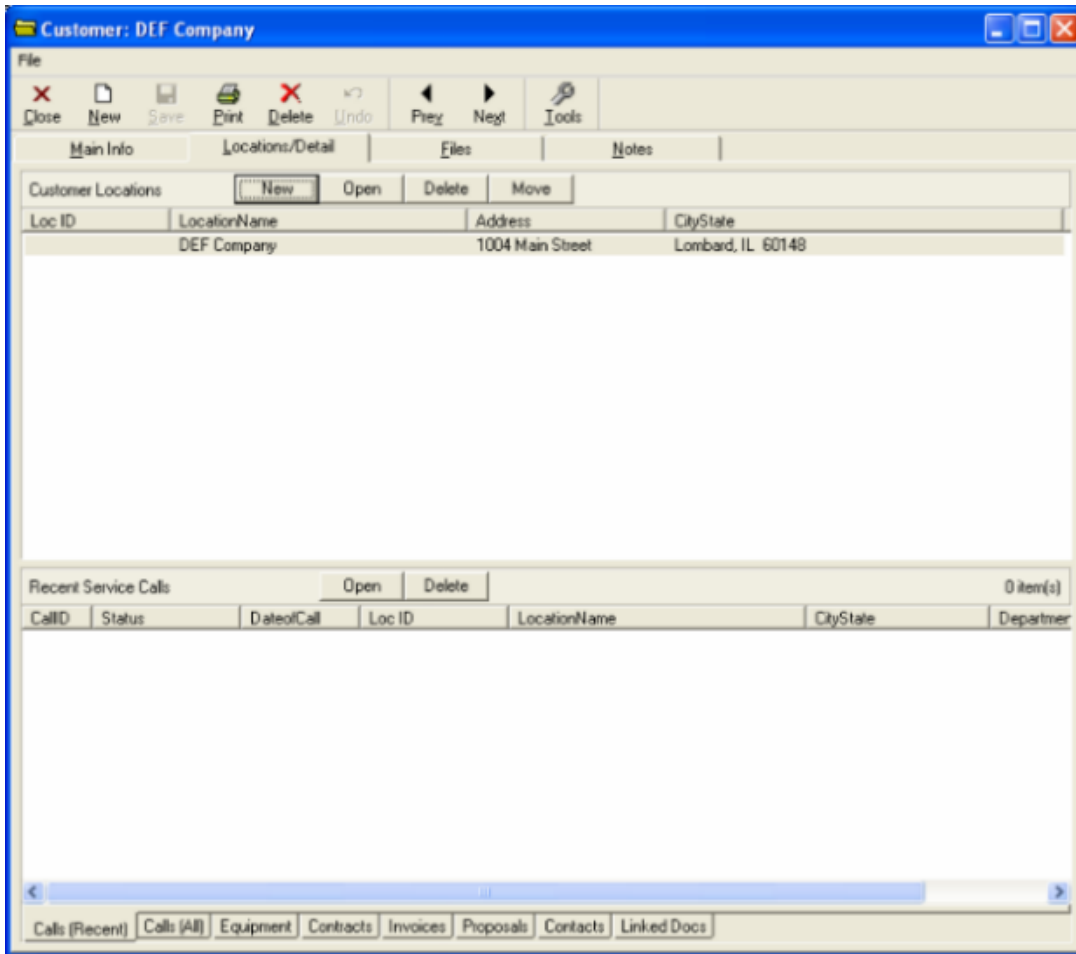 Customer: DEF Company
File
Close New Save Print Delete Undo Prev Next Tools
Main Info Locations/Detail Files Notes
Customer Locations New Open Delete Move
Loc ID LocationName Address CityState
DEF Company 1004 Main Street Lombard, IL 60148
Recent Service Calls Open Delete 0 item(s)
CallID Status DateofCall Loc ID LocationName CityState Departmer
Calls (Recent) Calls (All) Equipment Contracts Invoices Proposals Contacts Linked Docs